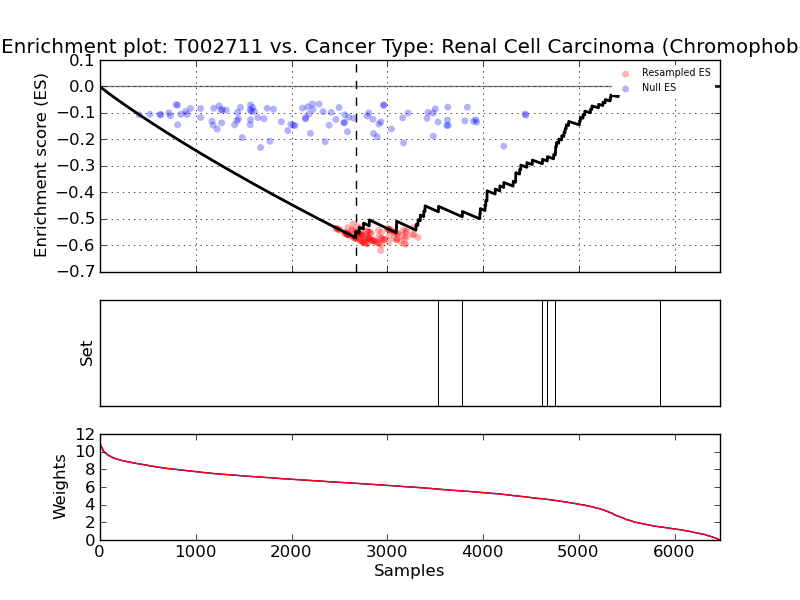 Enrichment plot: T002711 vs. Cancer Type: Renal Cell Carcinoma (Chromophob
Enrichment score (ES)
0.1
0.0
−0.1
−0.2
−0.3
−0.4
−0.5
−0.6
−0.7
Resampled ES
Null ES
Set
Weights
12
10
8
6
4
2
0
0 1000 2000 3000 4000 5000 6000
Samples